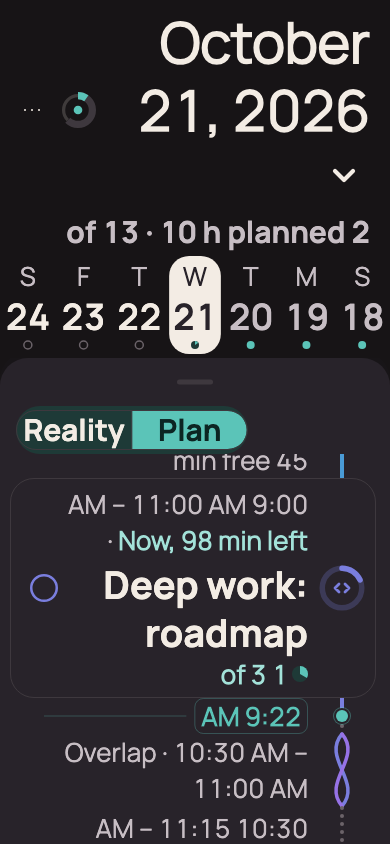 October
21, 2026
of 13 · 10 h planned 2
S F T W T M S
24 23 22 21 20 19 18
Reality Plan
min free 45
AM – 11:00 AM 9:00
· Now, 98 min left
Deep work:
roadmap
of 3 1
AM 9:22
Overlap · 10:30 AM –
11:00 AM
AM – 11:15 10:30